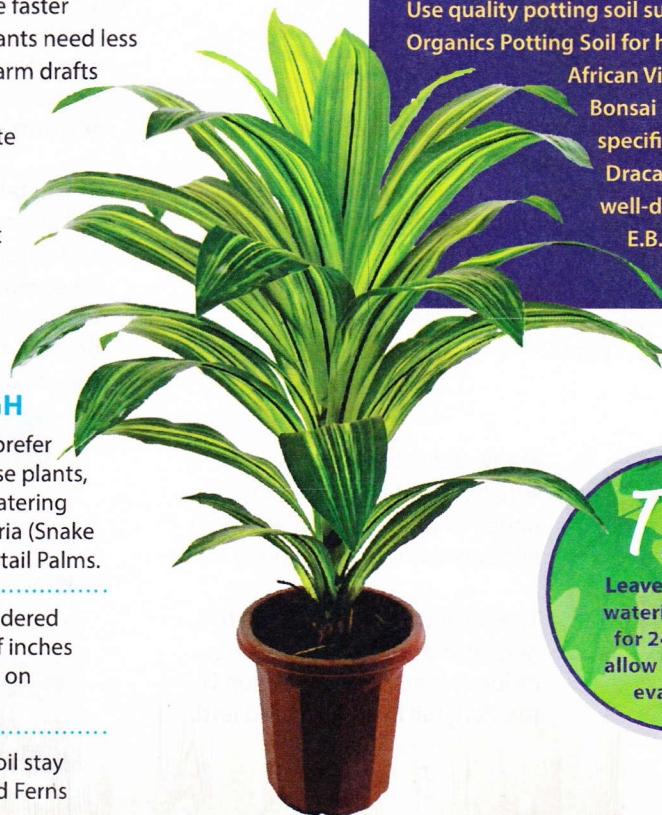 e faster
ants need less
arm drafts
te
GH
prefer
se plants,
atering
ria (Snake
tail Palms.
dered
f inches
on
oil stay
d Ferns
Use quality potting soil su
Organics Potting Soil for h
African Vi
Bonsai
specifi
Draca
well-d
E.B.
T
Leave
wateri
for 24
allow
eva